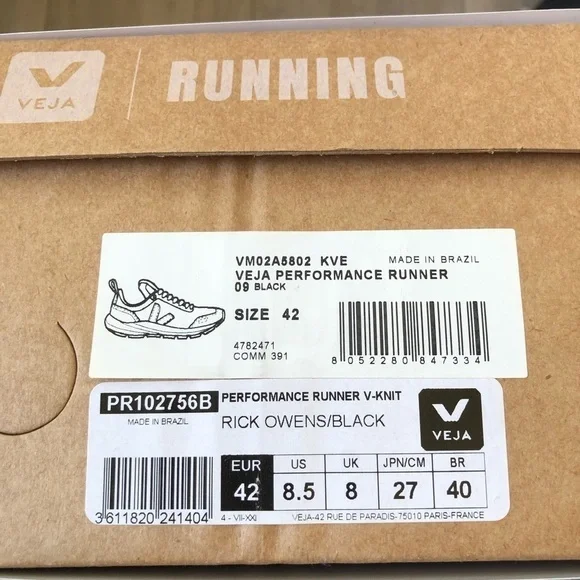 VEJA
RUNNING
VM02A5802 KVE MADE IN BRAZIL
VEJA PERFORMANCE RUNNER
09 BLACK
SIZE 42
4782471
COMM 391
8 052280 847334
PR102756B
MADE IN BRAZIL
PERFORMANCE RUNNER V-KNIT
RICK OWENS/BLACK
VEJA
EUR US UK JPN/CM BR
42 8.5 8 27 40
3 611820 241404
4 - VII-XXI VEJA-42 RUE DE PARADIS-75010 PARIS-FRANCE